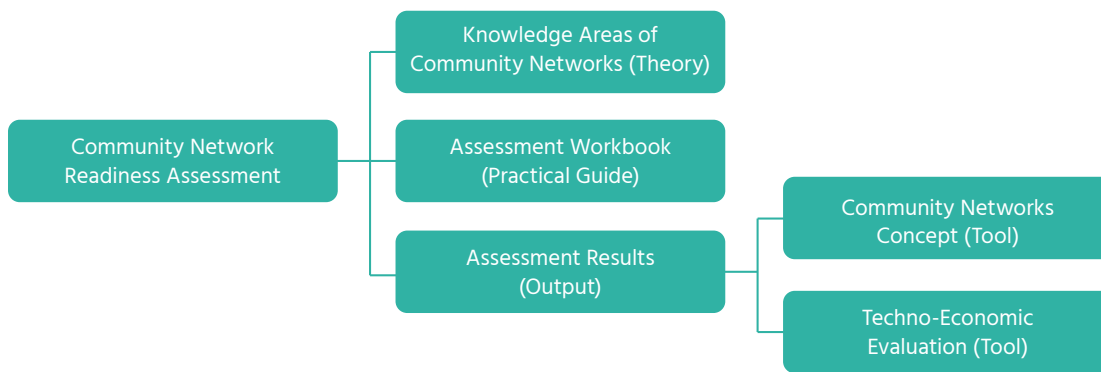 Knowledge Areas of
Community Networks (Theory)
Community Network
Readiness Assessment
Assessment Workbook
(Practical Guide)
Assessment Results
(Output)
Community Networks
Concept (Tool)
Techno-Economic
Evaluation (Tool)